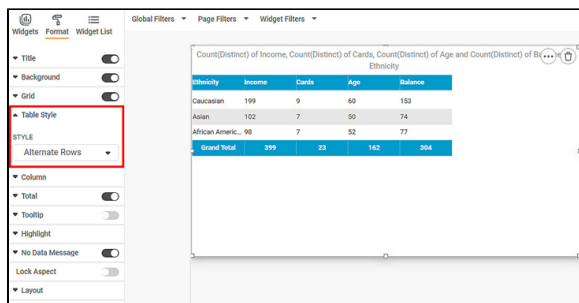 Global Filters Page Filters Widget Filters
Widgets Format Widget List
Title
Background
Grid
Table Style
STYLE
Alternate Rows
Column
Total
Tooltip
Highlight
No Data Message
Lock Aspect
Layout
Count(Distinct) of Income, Count(Distinct) of Cards, Count(Distinct) of Age and Count(Distinct) of
Ethnicity
Ethnicity Income Cards Age Balance
Caucasian 199 9 60 153
Asian 102 7 50 74
African Americ... 98 7 52 77
Grand Total 399 23 162 304